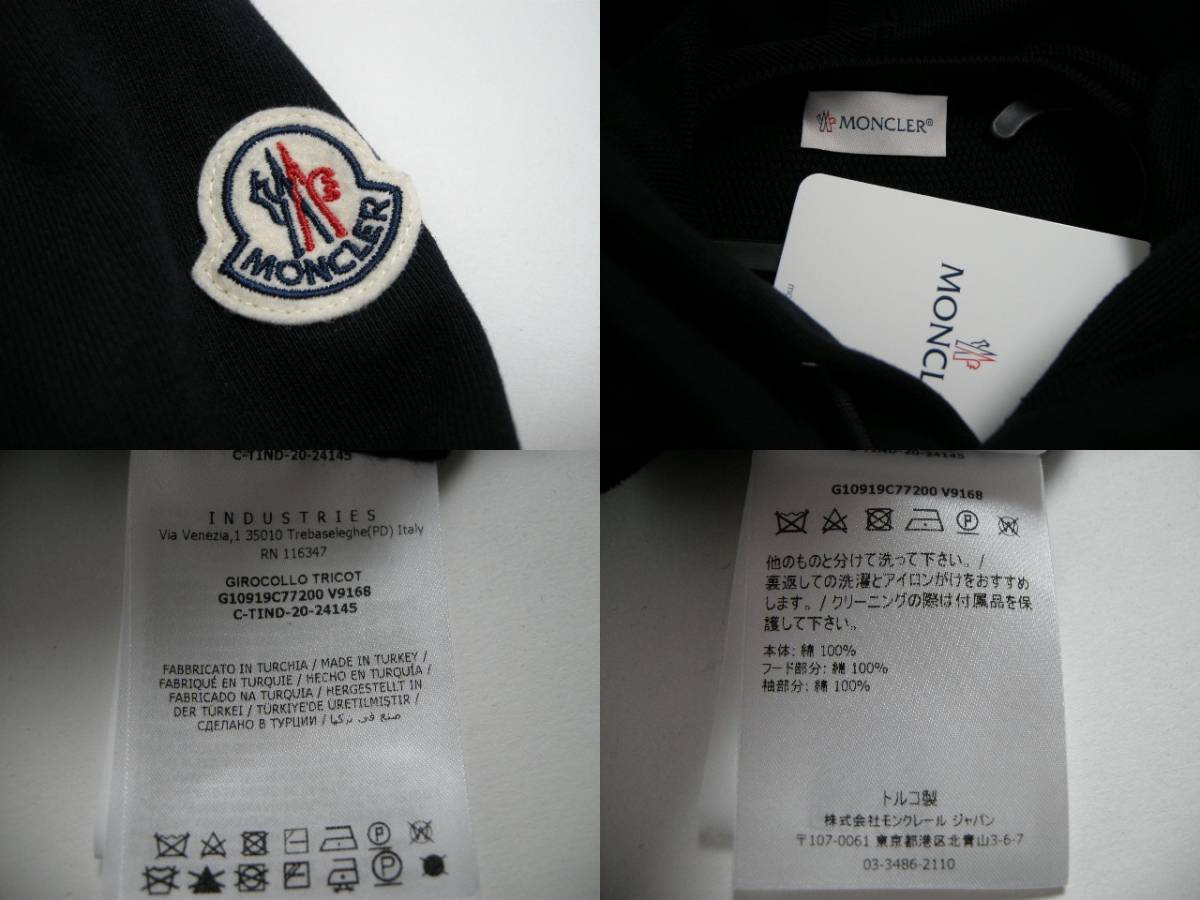 MONCLER
MONCLER®
MONCL
C-TIND-20-24145
INDUSTRIES
Via Venezia,1 35010 Trebaseleghe(PD) Italy
RN 116347
GIROCOLLO TRICOT
G10919C77200 V9168
C-TIND-20-24145
FABBRICATO IN TURCHIA / MADE IN TURKEY /
FABRIQUÉ EN TURQUIE / HECHO EN TURQUÍA /
FABRICADO NA TURQUIA / HERGESTELLT IN
DER TÜRKEI / TÜRKIYE'DE ÜRETILMIŞTIR /
СДЕЛАНО В ТУРЦИИ / صنع في تركيا
C-TIND-20-24145
G10919C77200 V9168
他のものと分けて洗って下さい。/
裏返しての洗濯とアイロンがけをおすすめ
します。/ クリーニングの際は付属品を保
護して下さい。
本体: 綿 100%
フード部分: 綿 100%
袖部分: 綿 100%
トルコ製
株式会社モンクレール ジャパン
〒107-0061 東京都港区北青山3-6-7
03-3486-2110